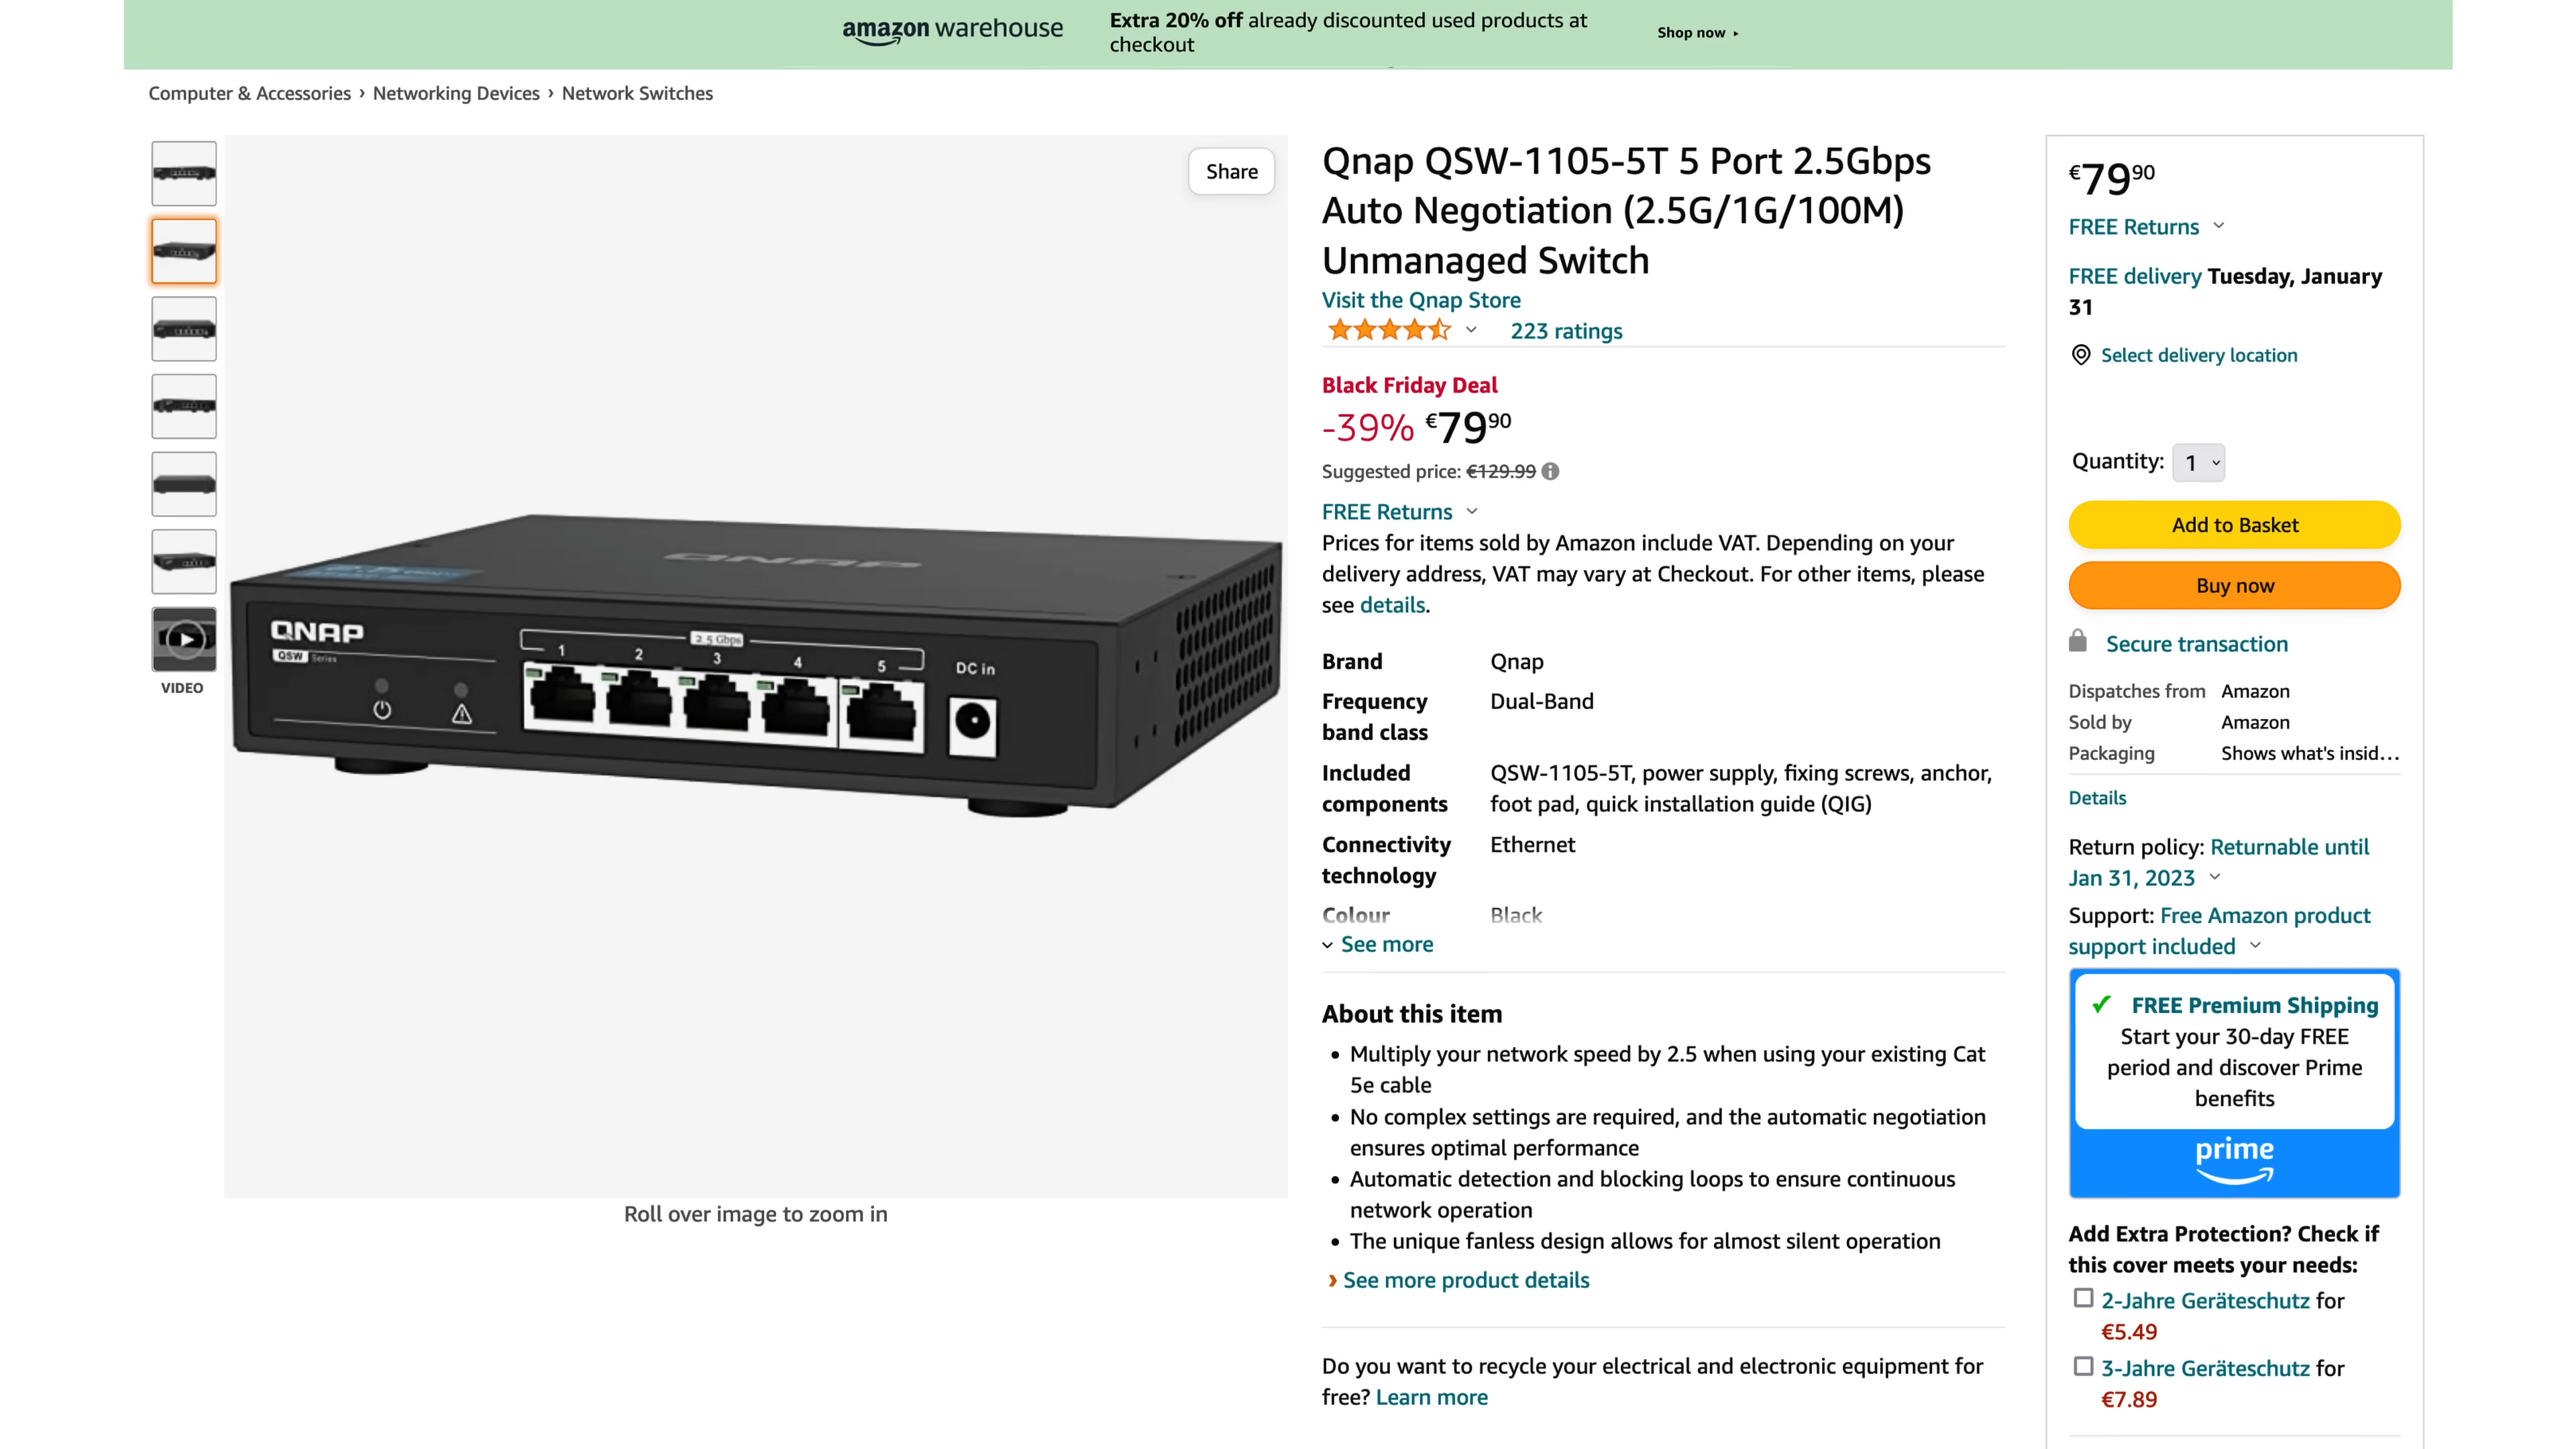 amazon warehouse
Extra 20% off already discounted used products at
checkout
Shop now
Computer & Accessories › Networking Devices › Network Switches
Share
VIDEO
QNAP
QNAP
QSW Series
2.5 Gbps
1 2 3 4 5
DC in
Roll over image to zoom in
Qnap QSW-1105-5T 5 Port 2.5Gbps
Auto Negotiation (2.5G/1G/100M)
Unmanaged Switch
Visit the Qnap Store
223 ratings
Black Friday Deal
-39% €79 90
Suggested price: €129.99
FREE Returns
Prices for items sold by Amazon include VAT. Depending on your
delivery address, VAT may vary at Checkout. For other items, please
see details.
Brand Qnap
Frequency Dual-Band
band class
Included QSW-1105-5T, power supply, fixing screws, anchor,
components foot pad, quick installation guide (QIG)
Connectivity Ethernet
technology
Colour Black
See more
About this item
• Multiply your network speed by 2.5 when using your existing Cat
5e cable
• No complex settings are required, and the automatic negotiation
ensures optimal performance
• Automatic detection and blocking loops to ensure continuous
network operation
• The unique fanless design allows for almost silent operation
› See more product details
Do you want to recycle your electrical and electronic equipment for
free? Learn more
€79 90
FREE Returns
FREE delivery Tuesday, January
31
Select delivery location
Quantity: 1
Add to Basket
Buy now
Secure transaction
Dispatches from Amazon
Sold by Amazon
Packaging Shows what's insid...
Details
Return policy: Returnable until
Jan 31, 2023
Support: Free Amazon product
support included
FREE Premium Shipping
Start your 30-day FREE
period and discover Prime
benefits
prime
Add Extra Protection? Check if
this cover meets your needs:
2-Jahre Geräteschutz for
€5.49
3-Jahre Geräteschutz for
€7.89